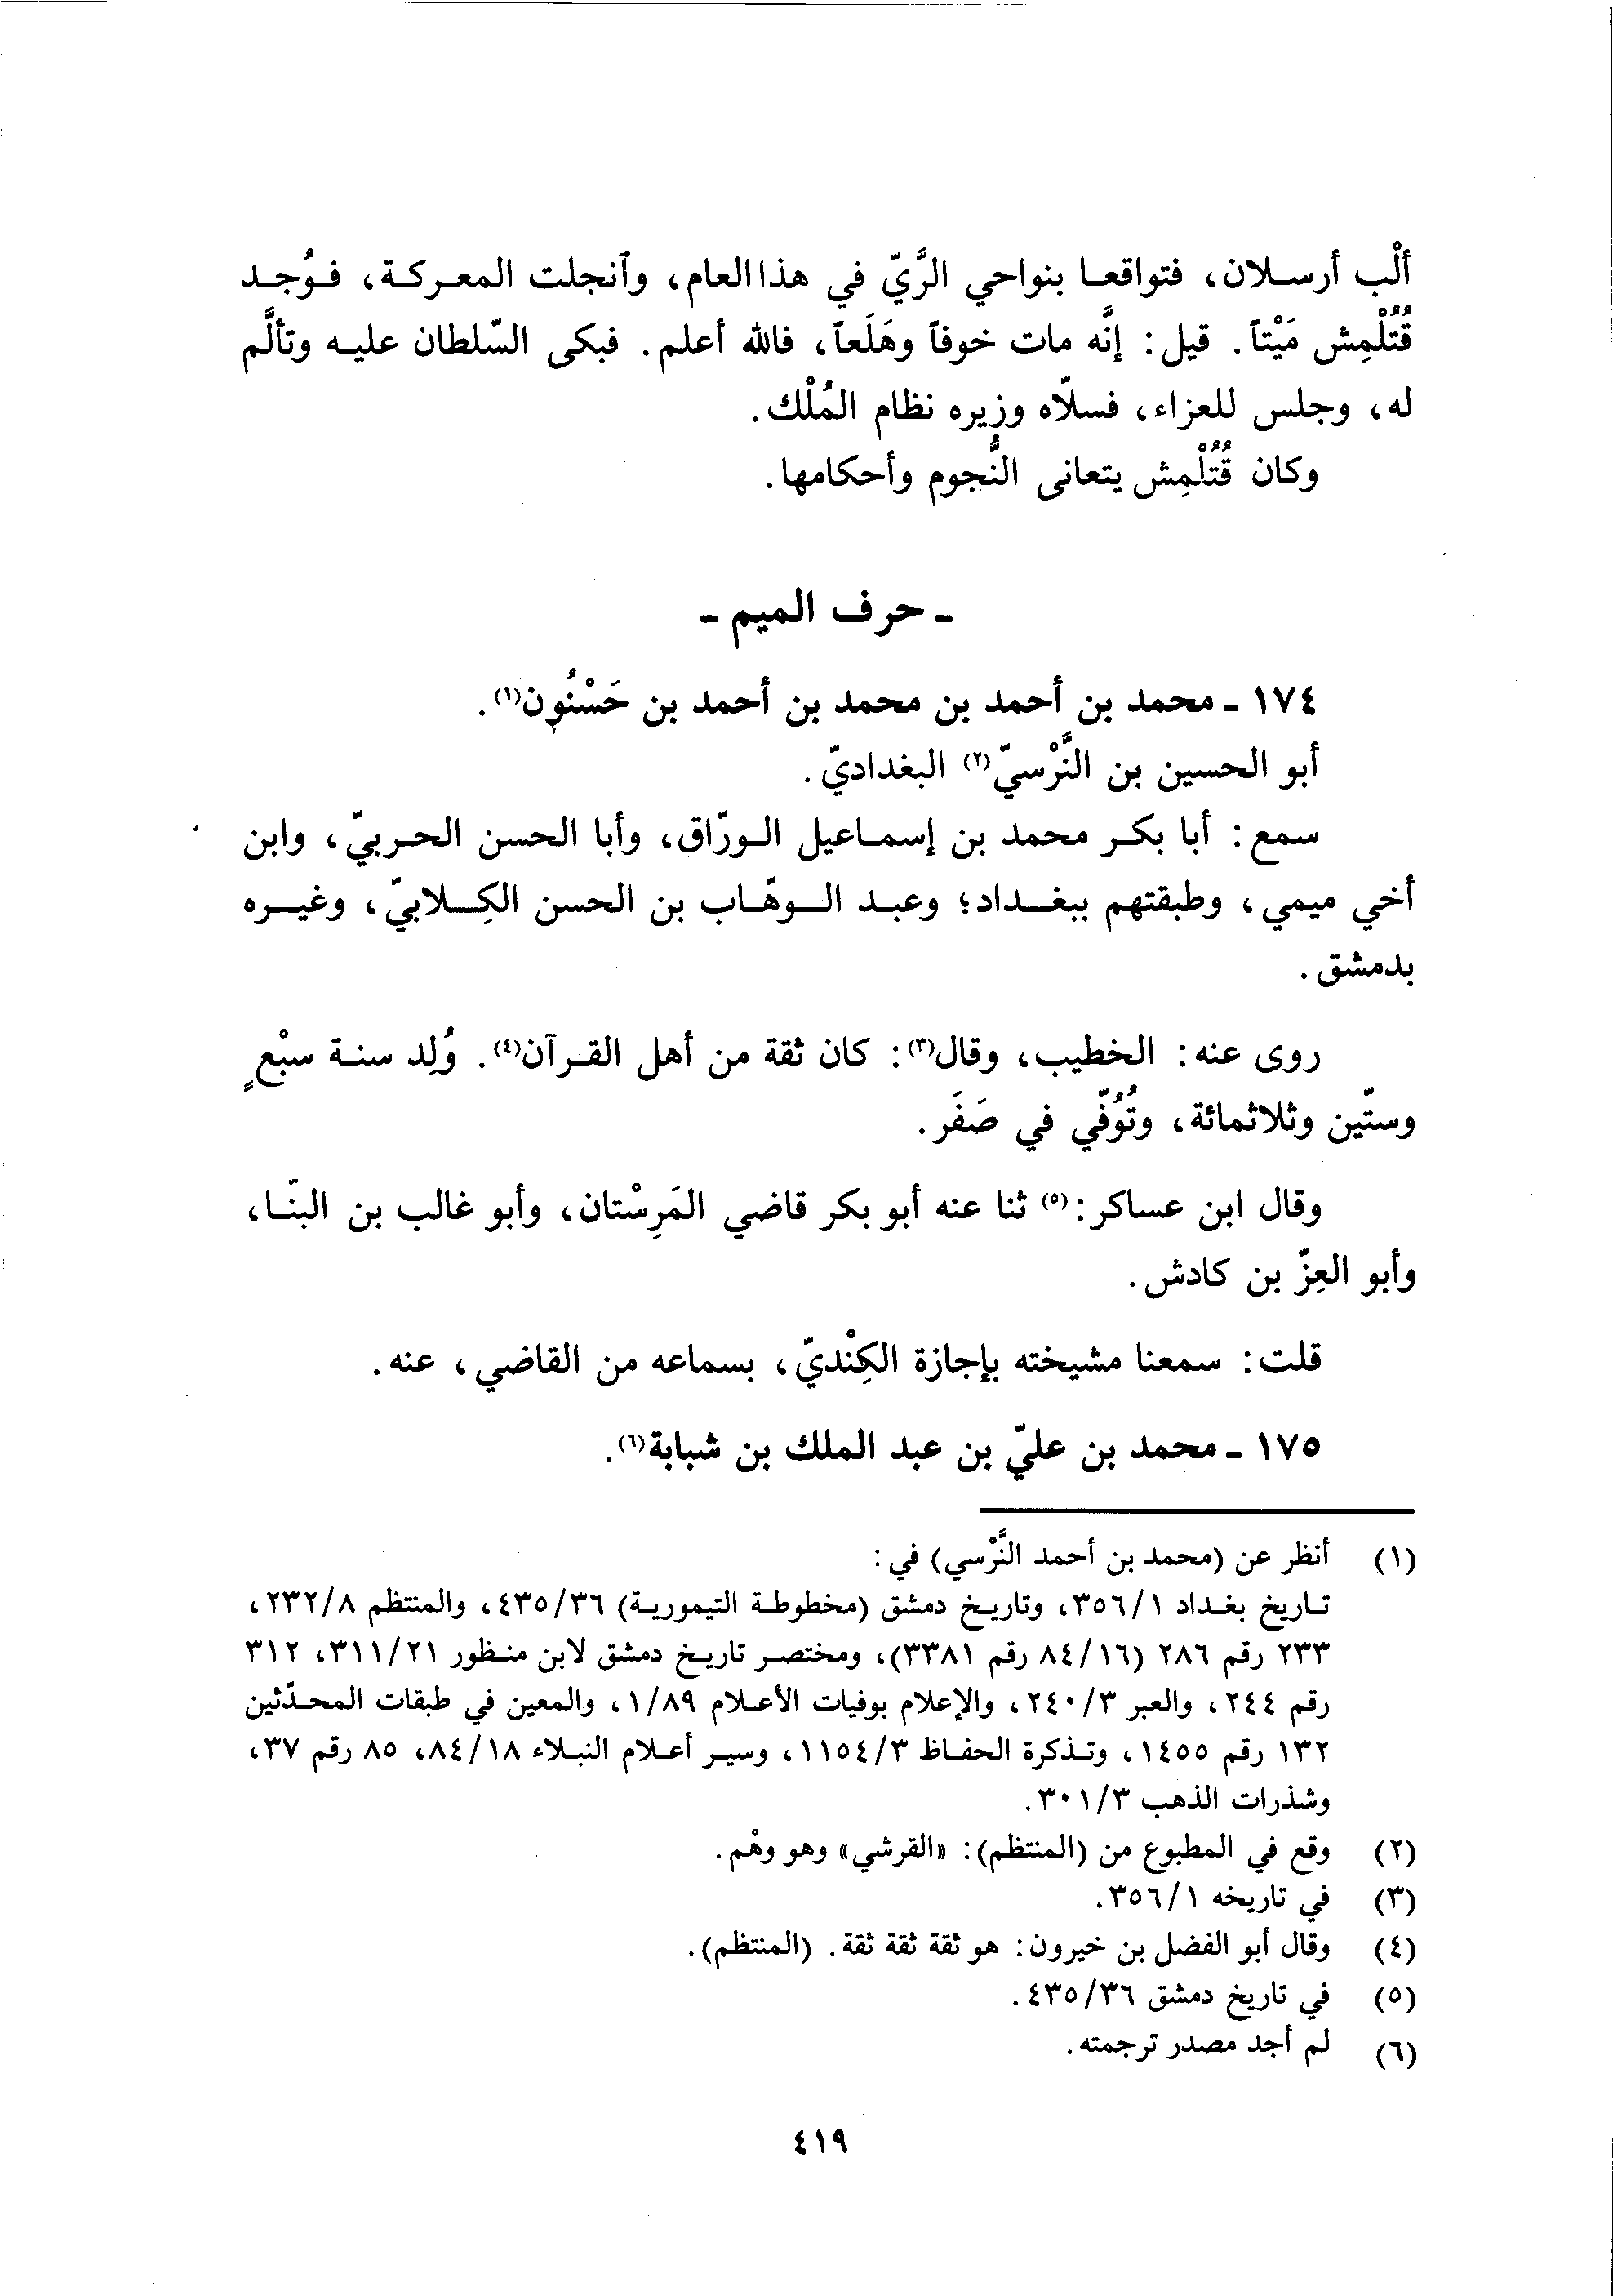 ألْب أرسلان، فتواقعا بنواحي الرَّيّ في هذا العام، وآنجلت المعركة، فوُجد
قُتُلْمِش مَيْتاً. قيل: إنَّه مات خوفاً وهَلَعاً، فالله أعلم. فبكى السّلطان عليه وتألَّم
له، وجلس للعزاء، فسلّاه وزيره نظام المُلْك.
وكان قُتُلْمِش يتعانى النُّجوم وأحكامها.
ـ حرف الميم ـ
١٧٤ ـ محمد بن أحمد بن محمد بن أحمد بن حَسْنُون(١).
أبو الحسين بن النَّرْسيّ(٢) البغداديّ.
سمع: أبا بكر محمد بن إسماعيل الورّاق، وأبا الحسن الحربيّ، وابن
أخي ميمي، وطبقتهم ببغداد؛ وعبد الوهّاب بن الحسن الكِلابيّ، وغيره
بدمشق.
روى عنه: الخطيب، وقال(٣): كان ثقة من أهل القرآن(٤). وُلِد سنة سبْعٍ
وستّين وثلاثمائة، وتُوُفّي في صَفَر.
وقال ابن عساكر:(٥) ثنا عنه أبو بكر قاضي المَرِسْتان، وأبو غالب بن البنّا،
وأبو العِزّ بن كادش.
قلت: سمعنا مشيخته بإجازة الكِنْديّ، بسماعه من القاضي، عنه.
١٧٥ ـ محمد بن عليّ بن عبد الملك بن شبابة(٦).
(١) أنظر عن (محمد بن أحمد النَّرْسي) في:
تاريخ بغداد ٣٥٦/١، وتاريخ دمشق (مخطوطة التيمورية) ٤٣٥/٣٦، والمنتظم ٢٣٢/٨،
٢٣٣ رقم ٢٨٦ (٨٤/١٦ رقم ٣٣٨١)، ومختصر تاريخ دمشق لابن منظور ٣١١/٢١، ٣١٢
رقم ٢٤٤، والعبر ٢٤٠/٣، والإعلام بوفيات الأعلام ١/٨٩، والمعين في طبقات المحدّثين
١٣٢ رقم ١٤٥٥، وتذكرة الحفاظ ١١٥٤/٣، وسير أعلام النبلاء ٨٤/١٨، ٨٥ رقم ٣٧،
وشذرات الذهب ٣٠١/٣.
(٢) وقع في المطبوع من (المنتظم): «القرشي» وهو وهْم.
(٣) في تاريخه ٣٥٦/١.
(٤) وقال أبو الفضل بن خيرون: هو ثقة ثقة ثقة. (المنتظم).
(٥) في تاريخ دمشق ٤٣٥/٣٦.
(٦) لم أجد مصدر ترجمته.
٤١٩